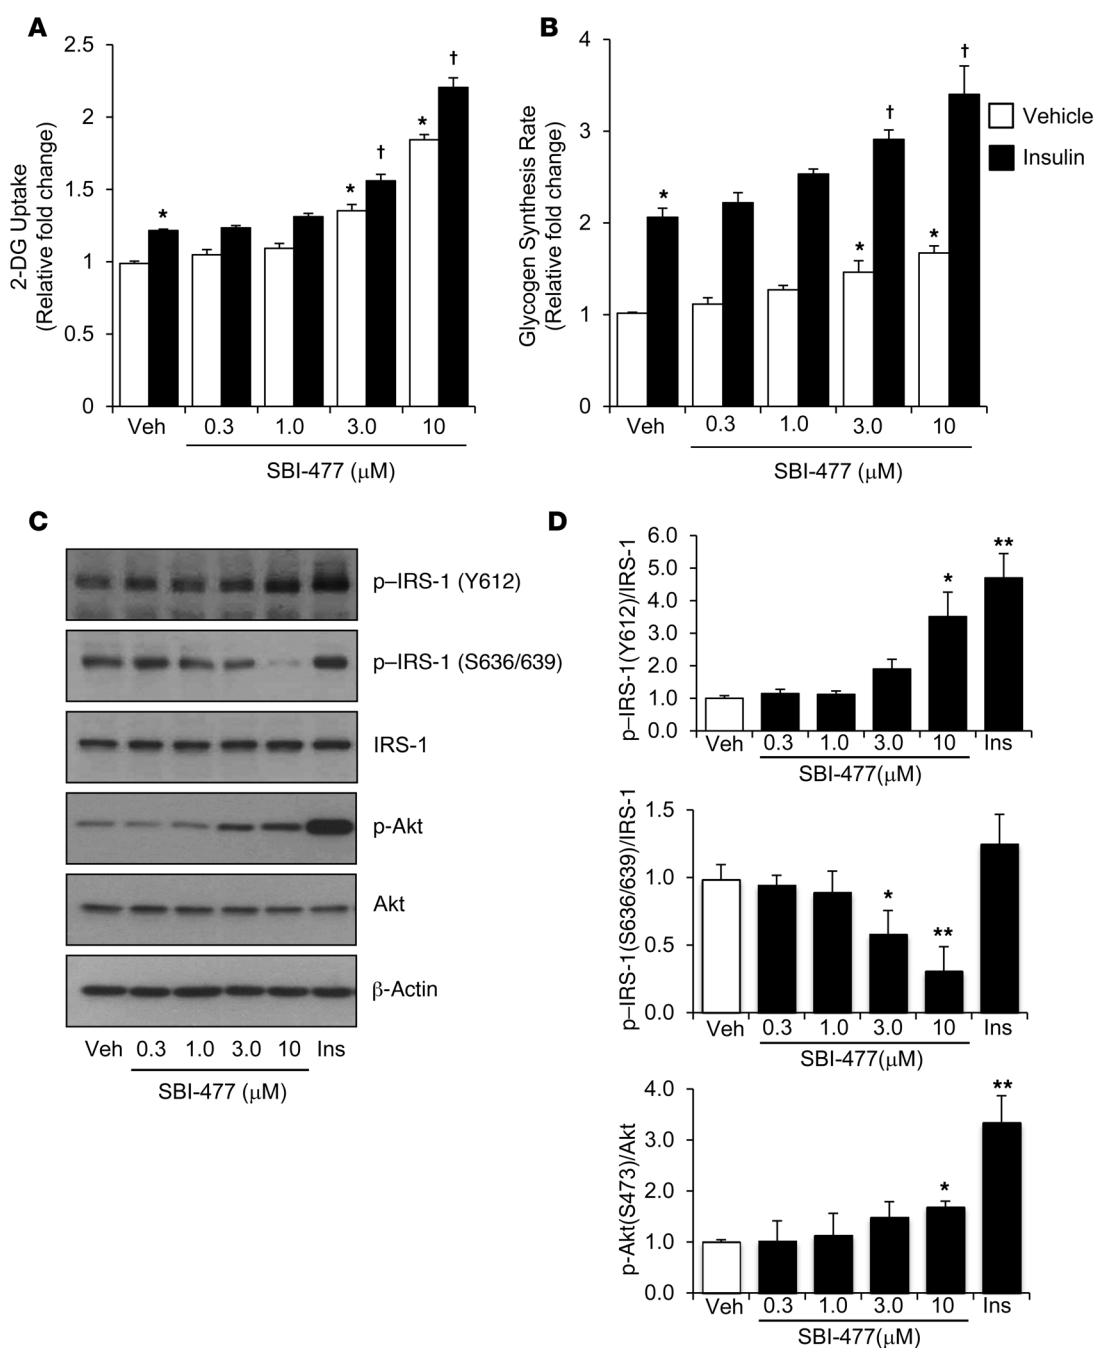 A
2-DG Uptake
(Relative fold change)
2.5
2
1.5
1
0.5
0
*
*
†
*
†
Veh
0.3
1.0
3.0
10
SBI-477 (μM)
B
Glycogen Synthesis Rate
(Relative fold change)
4
3
2
1
0
*
*
†
*
†
Veh
0.3
1.0
3.0
10
SBI-477 (μM)
Vehicle
Insulin
C
p–IRS-1 (Y612)
p–IRS-1 (S636/639)
IRS-1
p-Akt
Akt
β-Actin
Veh 0.3 1.0 3.0 10 Ins
SBI-477 (μM)
D
p–IRS-1(Y612)/IRS-1
6.0
5.0
4.0
3.0
2.0
1.0
0.0
*
**
Veh 0.3 1.0 3.0 10 Ins
SBI-477(μM)
p–IRS-1(S636/639)/IRS-1
1.5
1.0
0.5
0.0
*
**
Veh 0.3 1.0 3.0 10 Ins
SBI-477(μM)
p-Akt(S473)/Akt
4.0
3.0
2.0
1.0
0.0
*
**
Veh 0.3 1.0 3.0 10 Ins
SBI-477(μM)